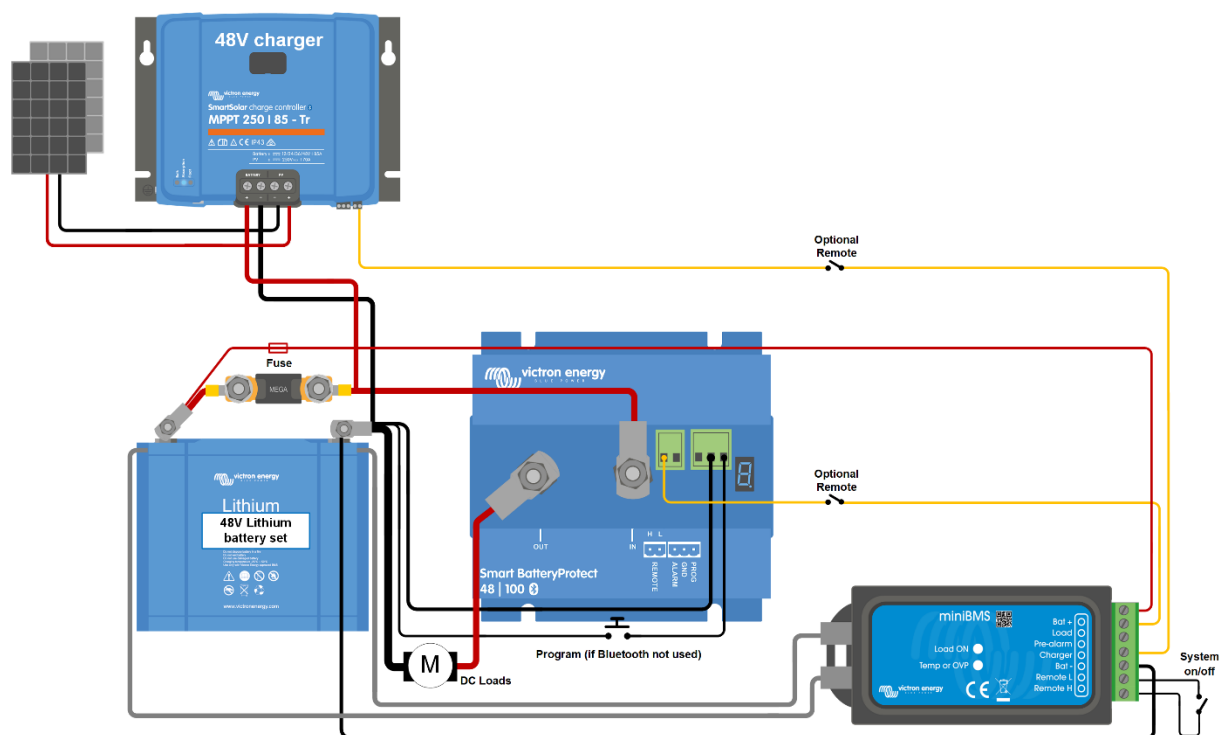 48V charger
victron energy
SmartSolar charge controller
MPPT 250 | 85 - Tr
IP43
BATTERY
PV
Optional
Remote
Fuse
MEGA
victron energy
BLUE POWER
victron energy
Lithium
48V Lithium
battery set
www.victronenergy.com
Optional
Remote
OUT
IN
H L
REMOTE
ALARM
GND
PROG
Smart BatteryProtect
48 | 100
Program (if Bluetooth not used)
M
DC Loads
miniBMS
Bat +
Load
Pre-alarm
Charger
Bat -
Remote L
Remote H
Load ON
Temp or OVP
victron energy
CE
System
on/off